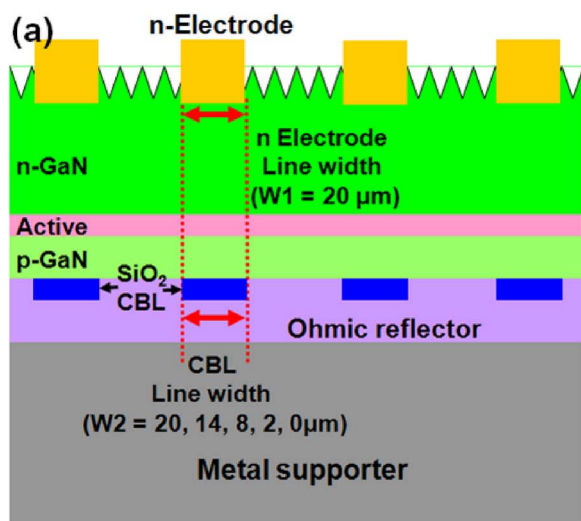 (a)
n-Electrode
n Electrode
Line width
(W1 = 20 µm)
n-GaN
Active
p-GaN
SiO₂
CBL
Ohmic reflector
CBL
Line width
(W2 = 20, 14, 8, 2, 0µm)
Metal supporter